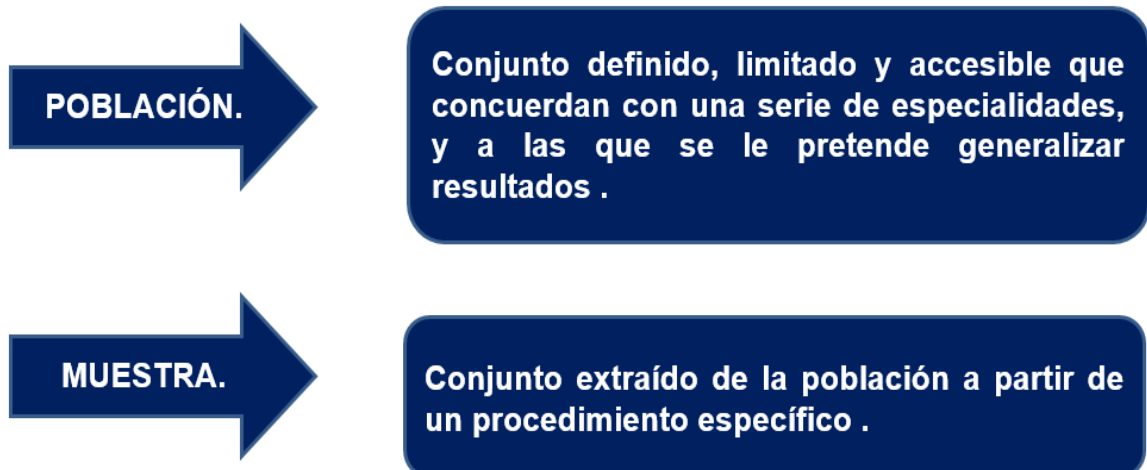 POBLACIÓN.
Conjunto definido, limitado y accesible que
concuerdan con una serie de especialidades,
y a las que se le pretende generalizar
resultados .
MUESTRA.
Conjunto extraído de la población a partir de
un procedimiento específico .